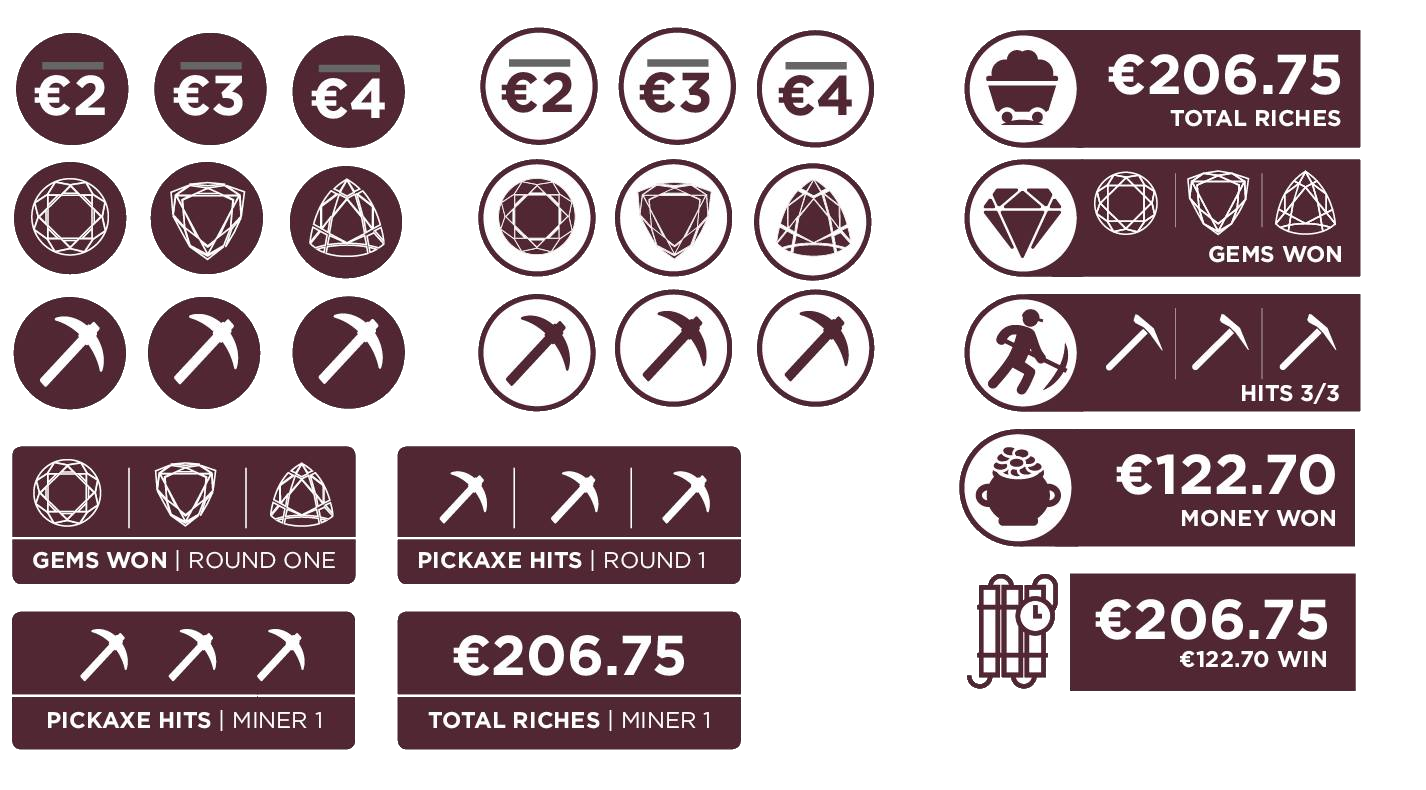 €2
€3
€4
€2
€3
€4
€206.75
TOTAL RICHES
GEMS WON
HITS 3/3
€122.70
MONEY WON
€206.75
€122.70 WIN
GEMS WON | ROUND ONE
PICKAXE HITS | ROUND 1
PICKAXE HITS | MINER 1
€206.75
TOTAL RICHES | MINER 1